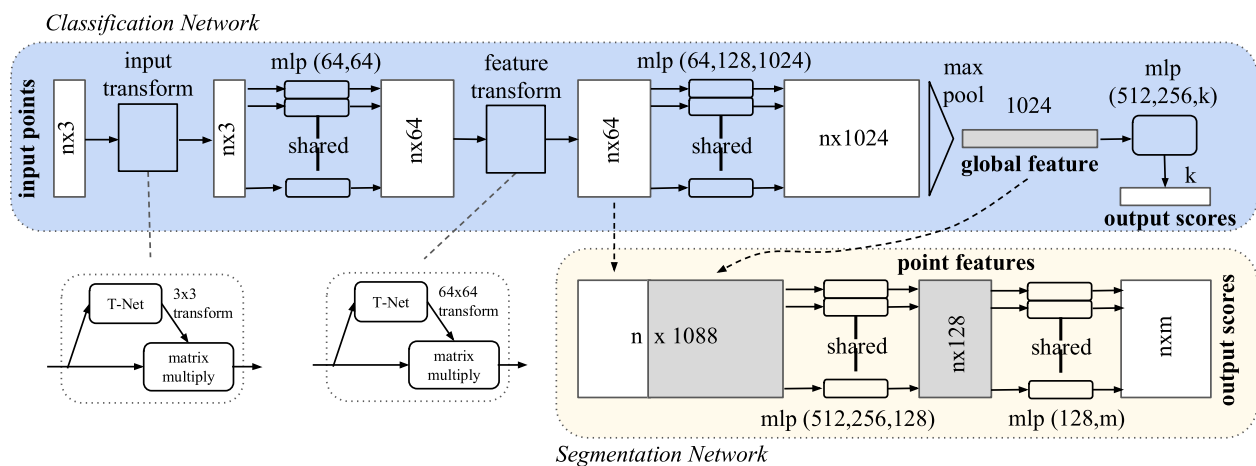 Classification Network
input points
nx3
input
transform
nx3
mlp (64,64)
shared
nx64
feature
transform
nx64
mlp (64,128,1024)
shared
nx1024
max
pool
1024
global feature
mlp
(512,256,k)
k
output scores
T-Net
3x3
transform
matrix
multiply
T-Net
64x64
transform
matrix
multiply
point features
n x 1088
shared
mlp (512,256,128)
nx128
shared
mlp (128,m)
nxm
output scores
Segmentation Network